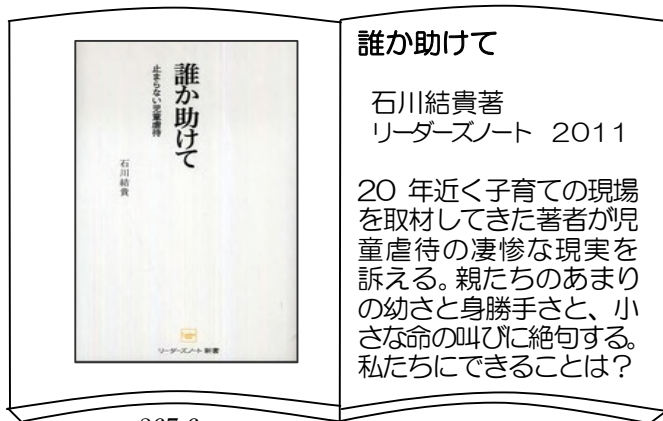 誰か助けて
止まらない児童虐待
石川結貴
リーダーズノート新書
誰か助けて
石川結貴著
リーダーズノート 2011
20 年近く子育ての現場
を取材してきた著者が児
童虐待の凄惨な現実を
訴える。親たちのあまり
の幼さと身勝手さと、小
さな命の叫びに絶句する。
私たちにできることは？